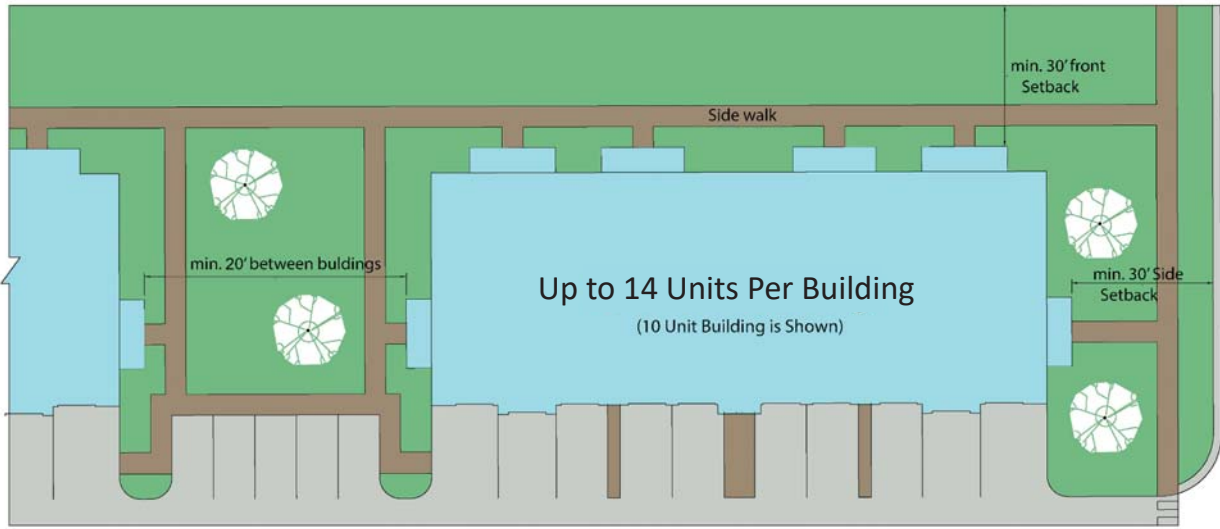 min. 30' front
Setback
Side walk
min. 20' between buldings
min. 30' Side
Setback
Up to 14 Units Per Building
(10 Unit Building is Shown)